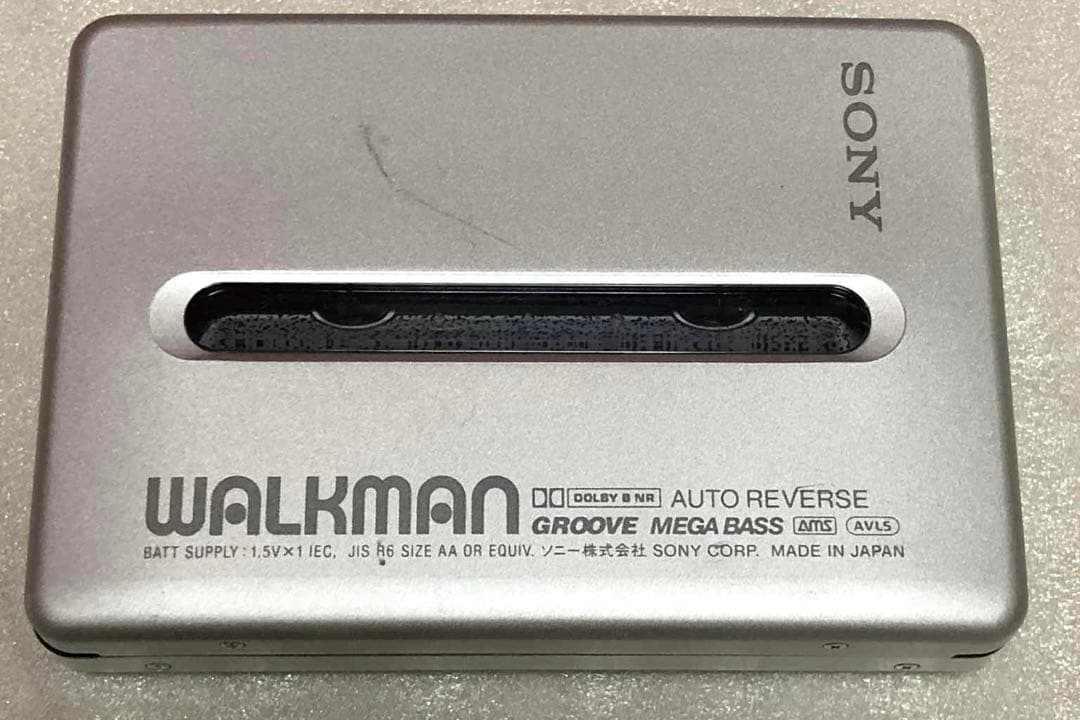 SONY
WALKMAN
DOLBY B NR AUTO REVERSE
GROOVE MEGA BASS AMS AVLS
BATT SUPPLY : 1.5V×1 IEC, JIS R6 SIZE AA OR EQUIV. ソニー株式会社 SONY CORP. MADE IN JAPAN